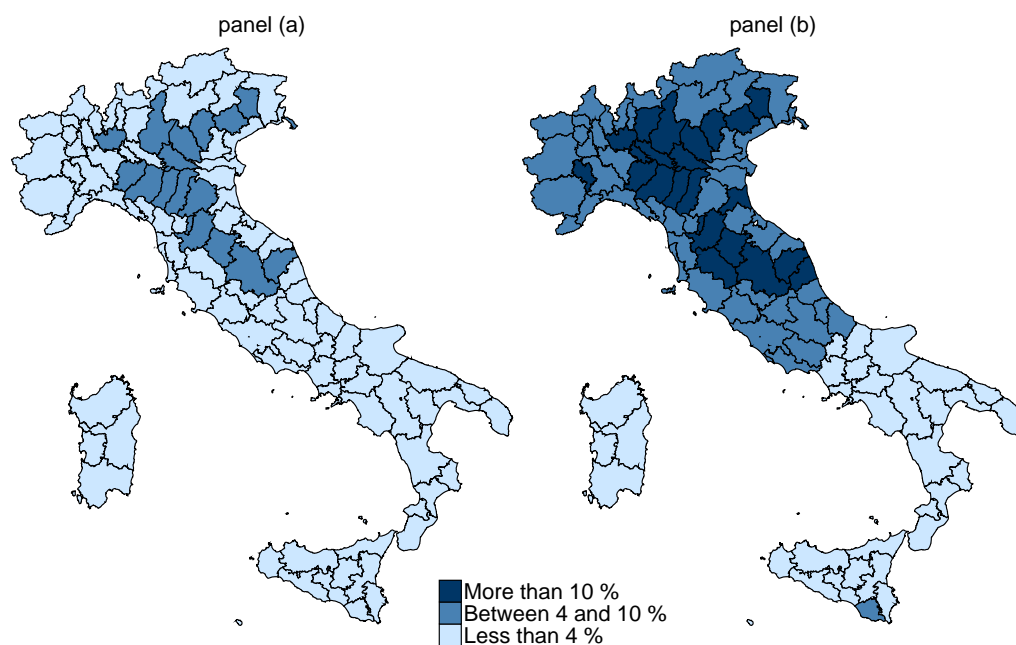 panel (a)
panel (b)
More than 10 %
Between 4 and 10 %
Less than 4 %